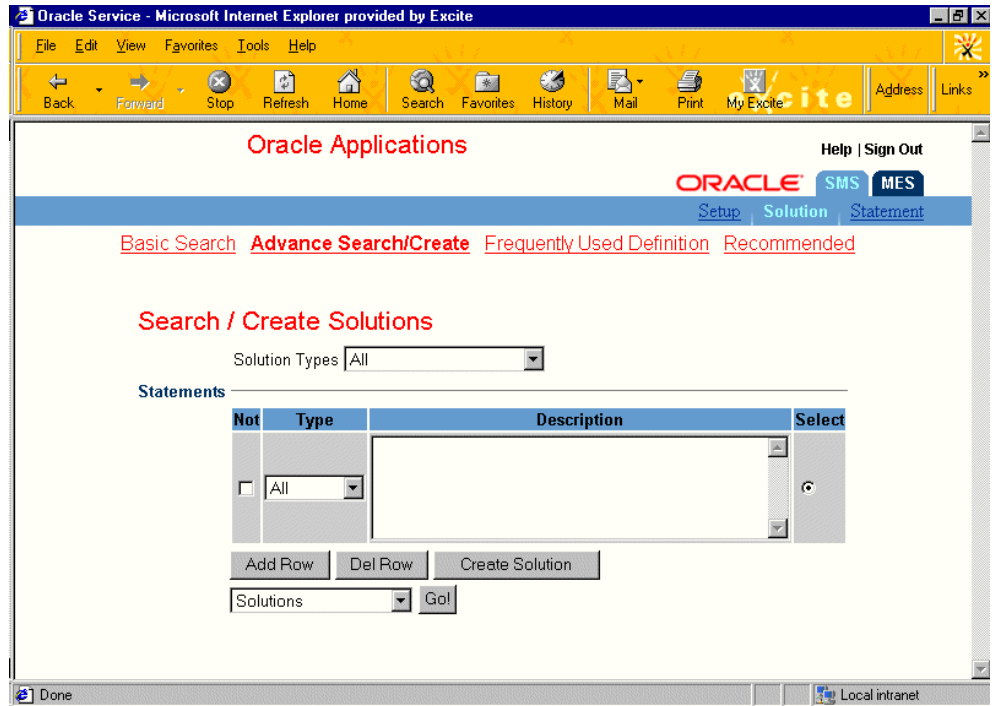 Oracle Service - Microsoft Internet Explorer provided by Excite
File Edit View Favorites Tools Help
Back Forward Stop Refresh Home Search Favorites History Mail Print My Excite excite Address Links »
Oracle Applications
Help | Sign Out
ORACLE SMS MES
Setup Solution Statement
Basic Search Advance Search/Create Frequently Used Definition Recommended
Search / Create Solutions
Solution Types All
Statements
Not Type Description Select
All
Add Row Del Row Create Solution
Solutions Go!
Done Local intranet